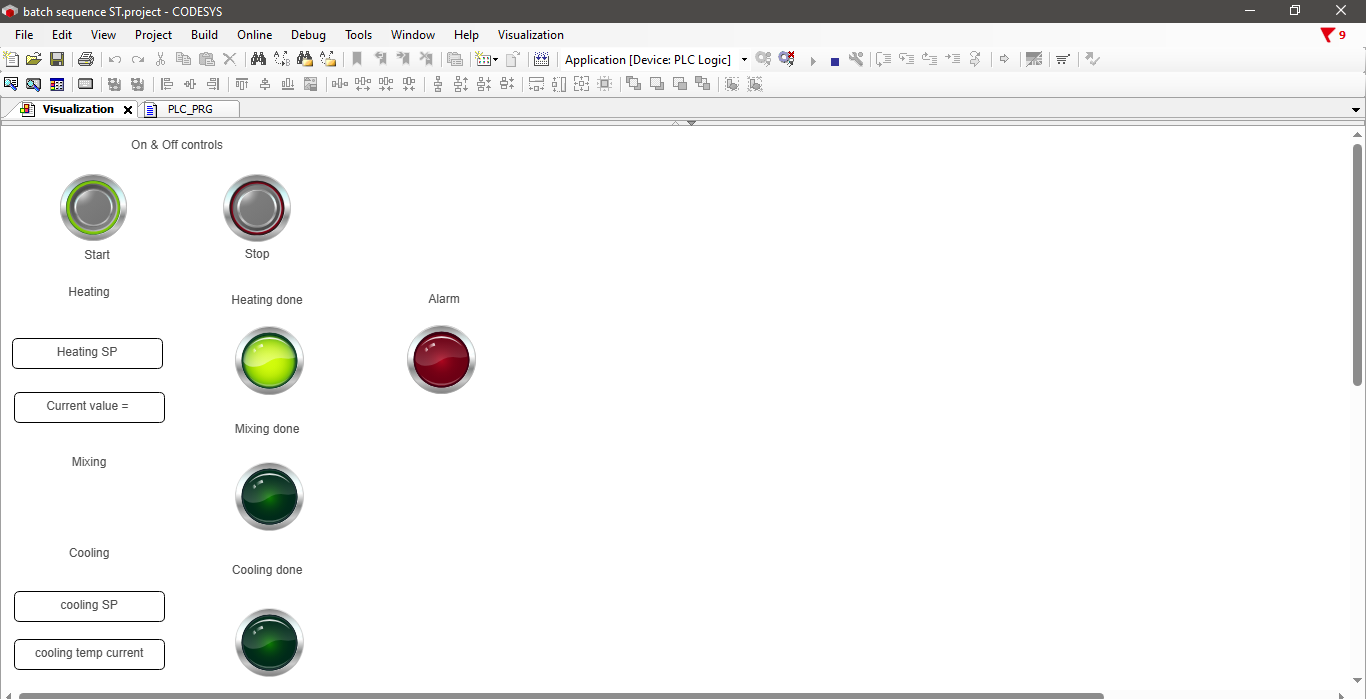 batch sequence ST.project - CODESYS
File Edit View Project Build Online Debug Tools Window Help Visualization
9
Application [Device: PLC Logic]
Visualization PLC_PRG
On & Off controls
Start
Stop
Heating
Heating done
Alarm
Heating SP
Current value =
Mixing done
Mixing
Cooling
Cooling done
cooling SP
cooling temp current